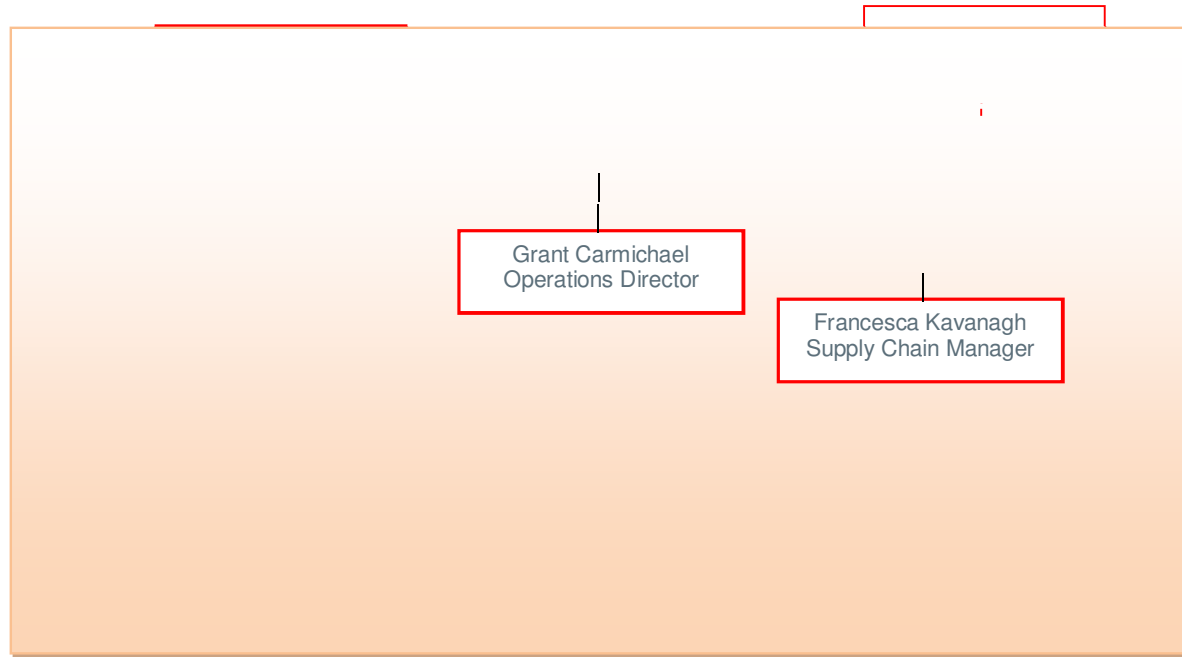 Grant Carmichael
Operations Director
Francesca Kavanagh
Supply Chain Manager